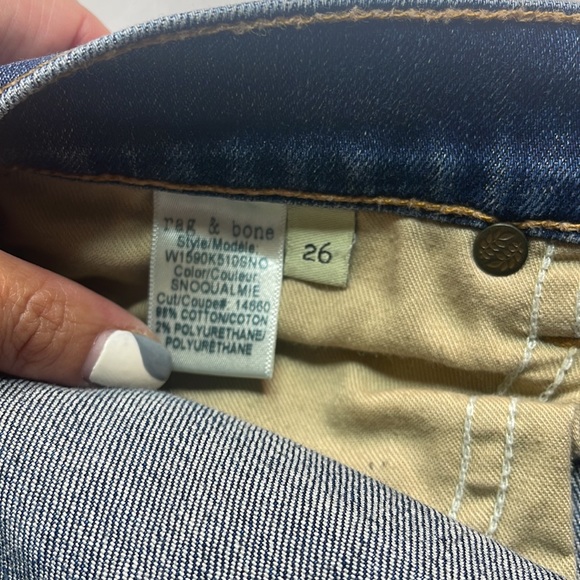 rag & bone
Style/Modèle:
W1590K510SNO
Color/Couleur
SNOQUALMIE
Cut/Coupe#: 14660
98% COTTON/COTON
2% POLYURETHANE/
POLYURÉTHANE
26